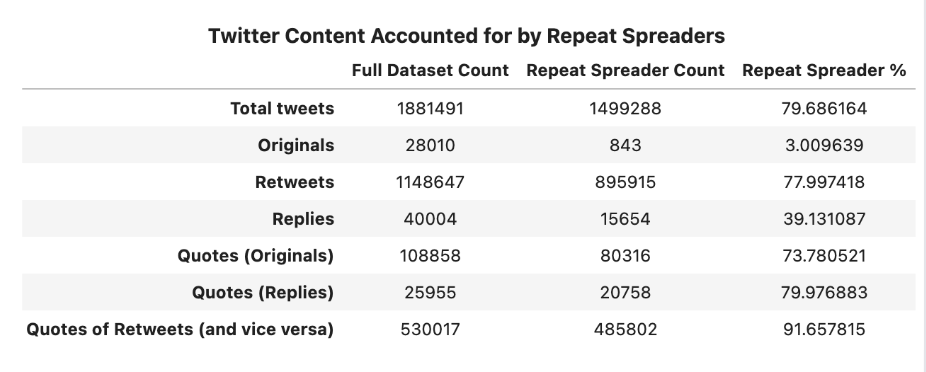 Twitter Content Accounted for by Repeat Spreaders
Full Dataset Count Repeat Spreader Count Repeat Spreader %
Total tweets 1881491 1499288 79.686164
Originals 28010 843 3.009639
Retweets 1148647 895915 77.997418
Replies 40004 15654 39.131087
Quotes (Originals) 108858 80316 73.780521
Quotes (Replies) 25955 20758 79.976883
Quotes of Retweets (and vice versa) 530017 485802 91.657815